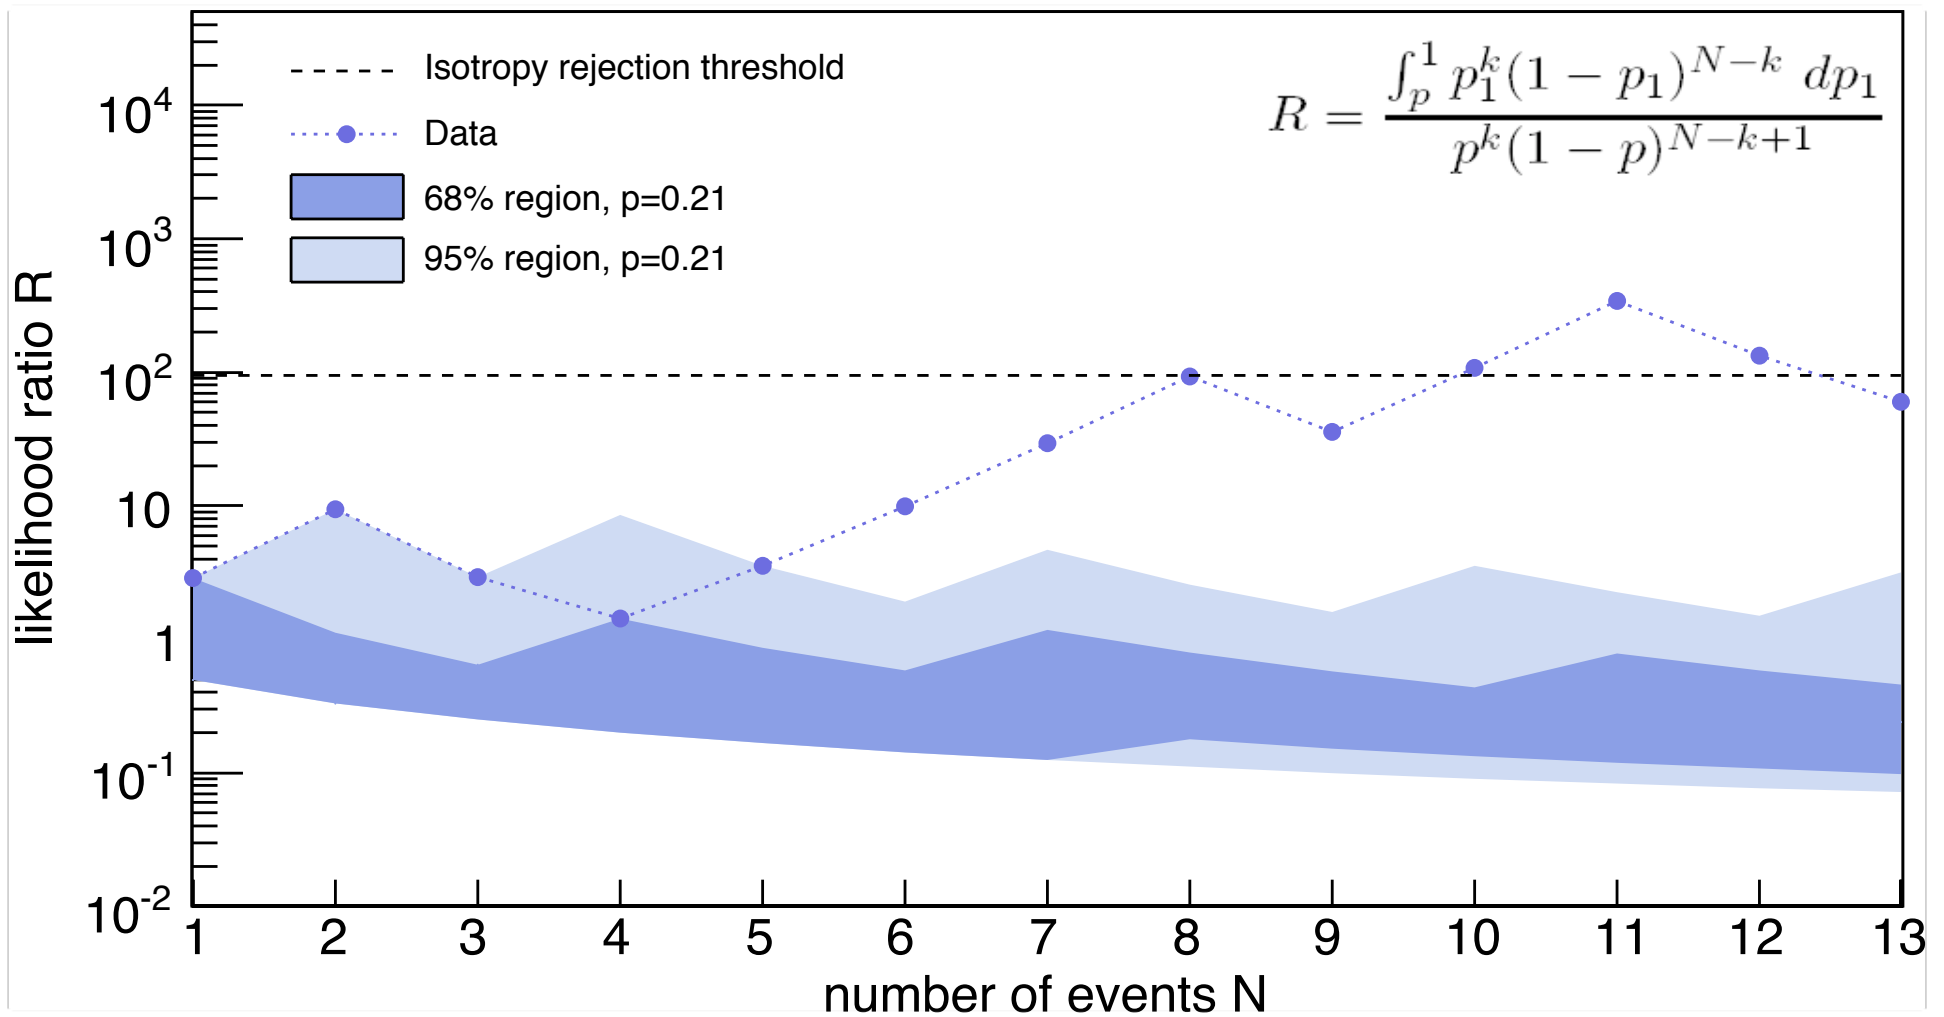 Isotropy rejection threshold
Data
68% region, p=0.21
95% region, p=0.21
R = \frac{\int_p^1 p_1^k (1 - p_1)^{N-k} \, dp_1}{p^k (1 - p)^{N-k+1}}
likelihood ratio R
10^4
10^3
10^2
10
1
10^-1
10^-2
1 2 3 4 5 6 7 8 9 10 11 12 13
number of events N